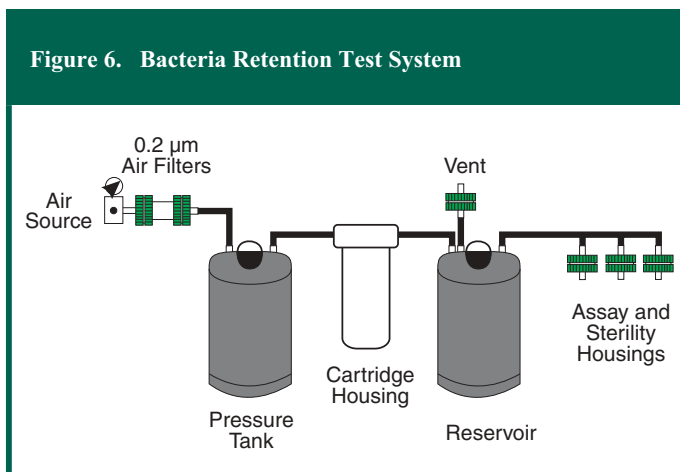 Figure 6. Bacteria Retention Test System
0.2 µm
Air Filters
Air
Source
Vent
Pressure
Tank
Cartridge
Housing
Reservoir
Assay and
Sterility
Housings